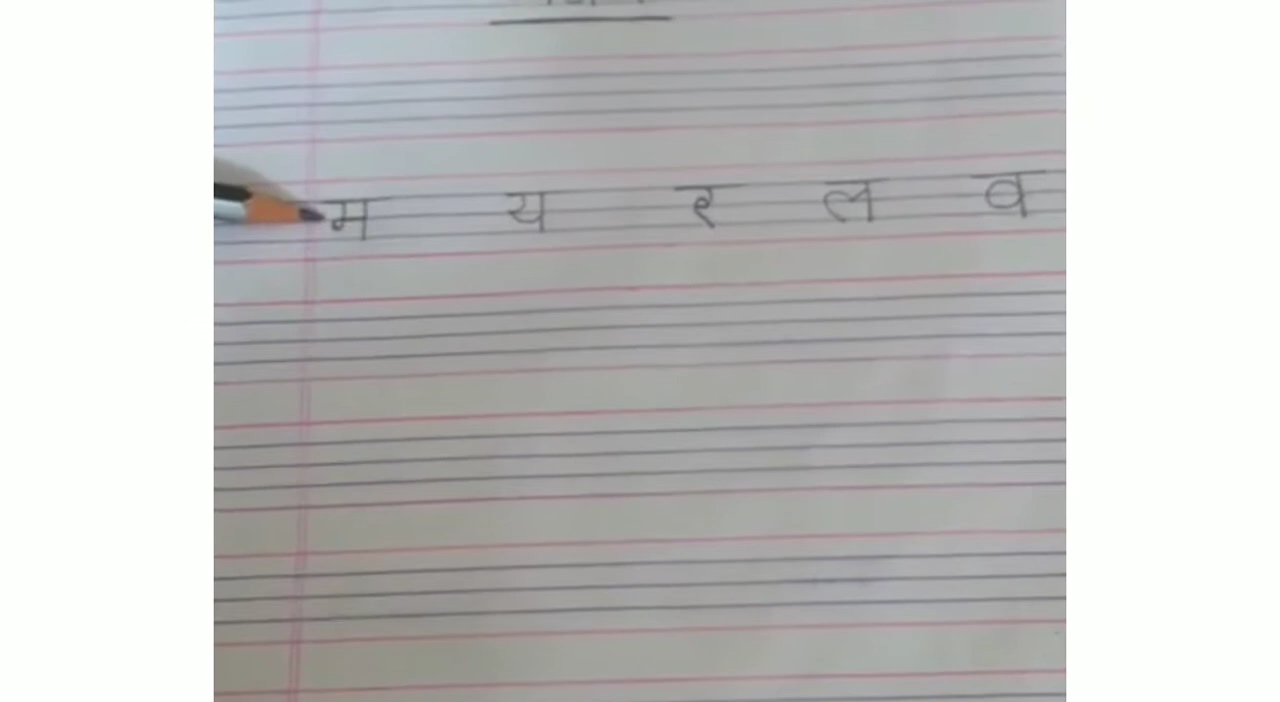 म य र ल व